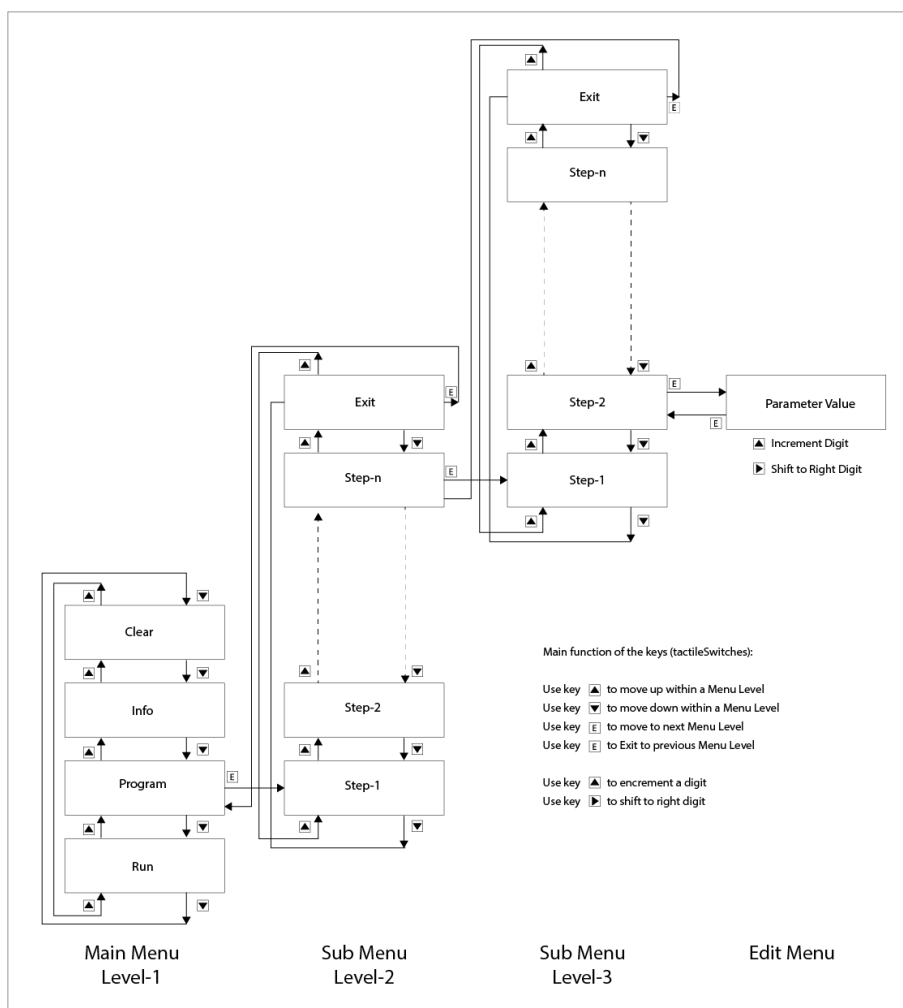 Exit
E
Step-n
Exit
E
Step-2
E
Parameter Value
E
Increment Digit
Shift to Right Digit
Step-n
E
Step-1
Clear
Info
Step-2
Program
E
Step-1
Run
Main function of the keys (tactileSwitches):
Use key to move up within a Menu Level
Use key to move down within a Menu Level
Use key E to move to next Menu Level
Use key E to Exit to previous Menu Level
Use key to encrement a digit
Use key to shift to right digit
Main Menu
Level-1
Sub Menu
Level-2
Sub Menu
Level-3
Edit Menu